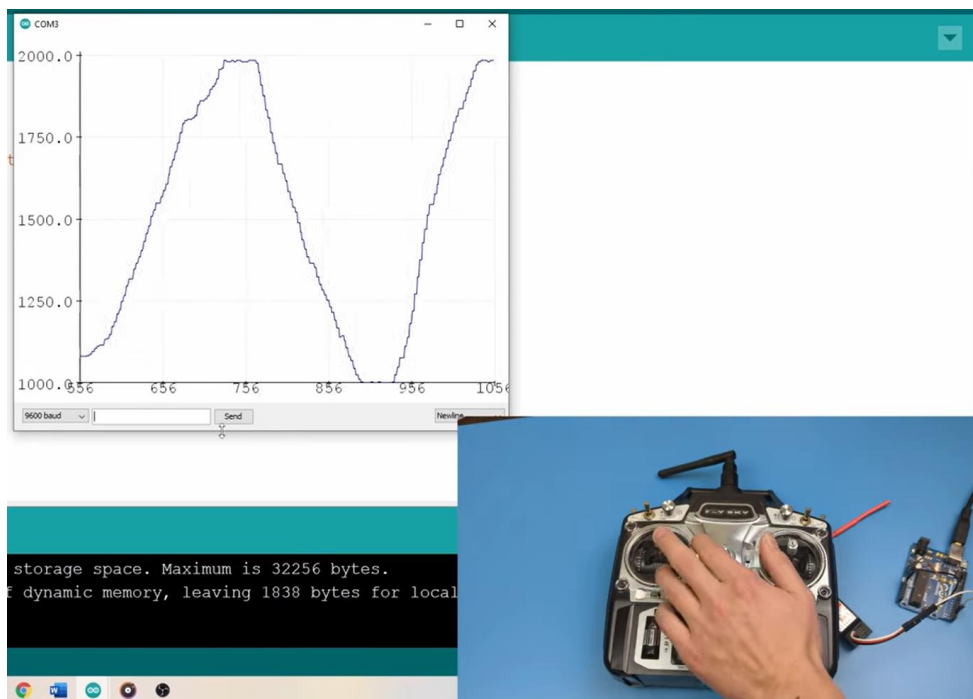 COM3
2000.0
1750.0
1500.0
1250.0
1000.0
556 656 756 856 956 1056
9600 baud Send Newline
t
storage space. Maximum is 32256 bytes.
f dynamic memory, leaving 1838 bytes for local
FLYSKY